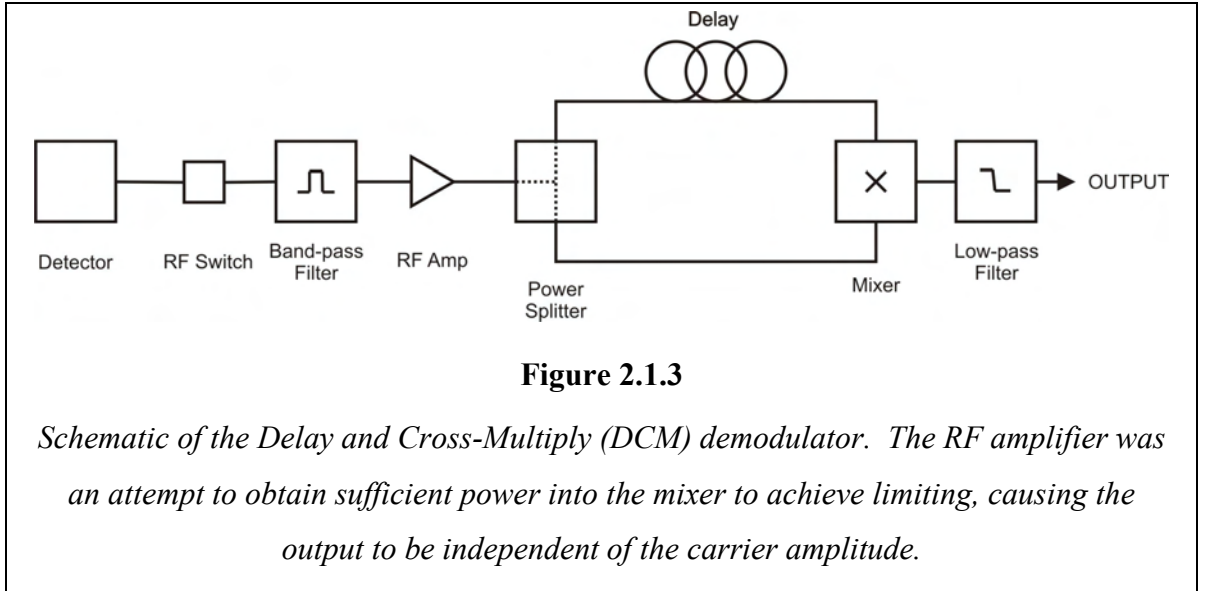 Delay
OUTPUT
Detector
RF Switch
Band-pass
Filter
RF Amp
Power
Splitter
Mixer
Low-pass
Filter
Figure 2.1.3
Schematic of the Delay and Cross-Multiply (DCM) demodulator. The RF amplifier was
an attempt to obtain sufficient power into the mixer to achieve limiting, causing the
output to be independent of the carrier amplitude.